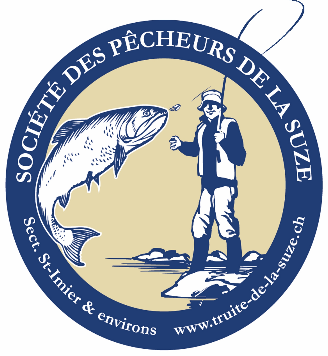 SOCIÉTÉ DES PÊCHEURS DE LA SUZE
Sect. St-Imier & environs
www.truite-de-la-suze.ch